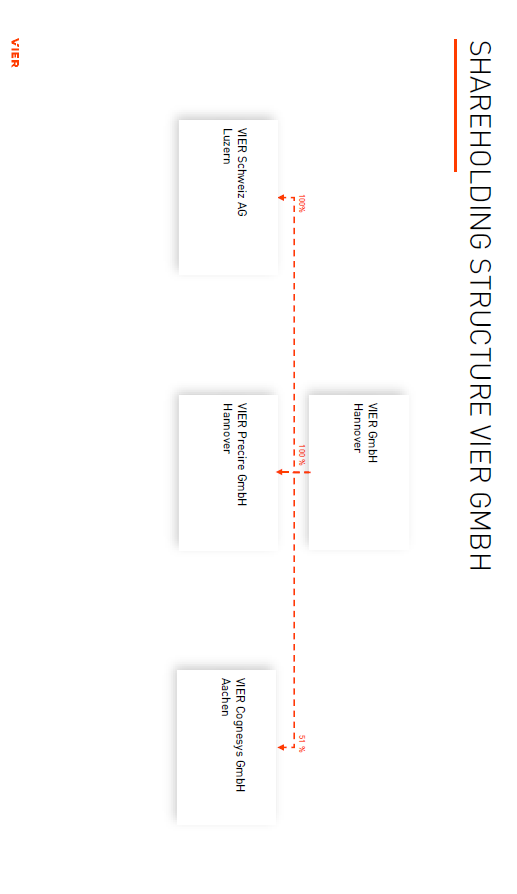 SHAREHOLDING STRUCTURE VIER GMBH
VIER GmbH
Hannover
100%
100 %
51 %
VIER Schweiz AG
Luzern
VIER Precire GmbH
Hannover
VIER Cognesys GmbH
Aachen
VIER